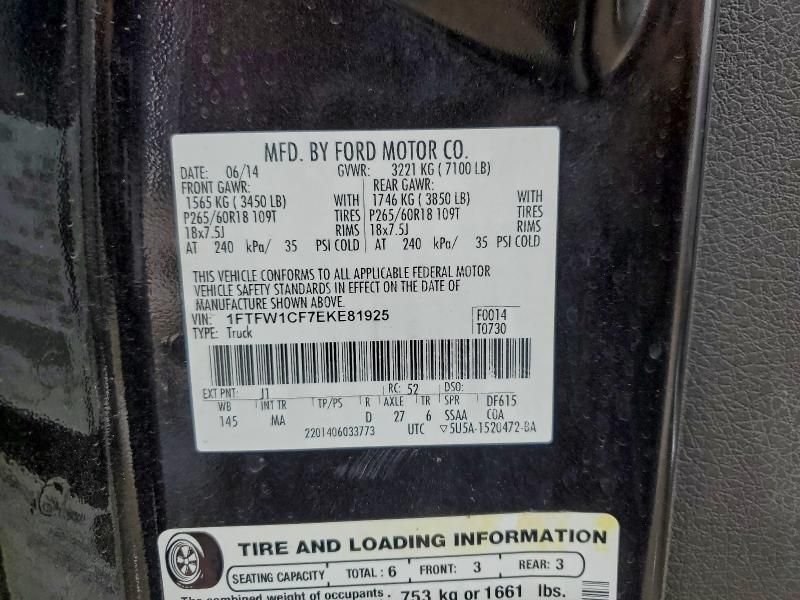 MFD. BY FORD MOTOR CO.
DATE: 06/14 GVWR: 3221 KG ( 7100 LB)
FRONT GAWR: REAR GAWR:
1565 KG ( 3450 LB) WITH 1746 KG ( 3850 LB) WITH
P265/60R18 109T TIRES P265/60R18 109T TIRES
18x7.5J RIMS 18x7.5J RIMS
AT 240 kPa/ 35 PSI COLD AT 240 kPa/ 35 PSI COLD
THIS VEHICLE CONFORMS TO ALL APPLICABLE FEDERAL MOTOR
VEHICLE SAFETY STANDARDS IN EFFECT ON THE DATE OF
MANUFACTURE SHOWN ABOVE.
VIN: 1FTFW1CF7EKE81925 F0014
TYPE: Truck T0730
EXT PNT: J1 RC: 52 DSO:
WB INT TR TP/PS R AXLE TR SPR DF615
145 MA D 27 6 SSAA C0A
2201406033773 UTC ▽5U5A-1520472-BA
TIRE AND LOADING INFORMATION
SEATING CAPACITY TOTAL : 6 FRONT: 3 REAR: 3
The combined weight of occupants 753 kg or 1661 lbs.